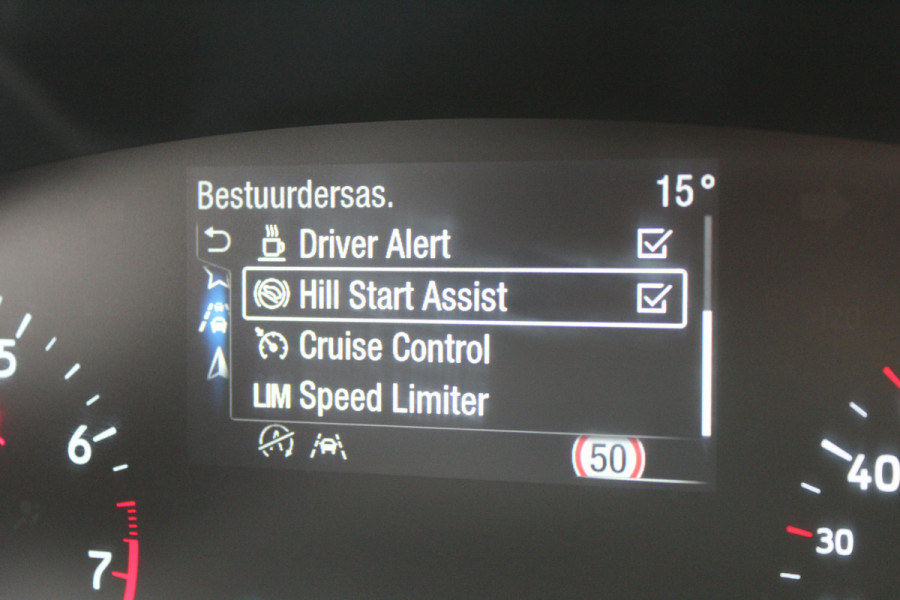 Bestuurdersas. 15°
Driver Alert
Hill Start Assist
Cruise Control
LIM Speed Limiter
50
5
6
7
40
30